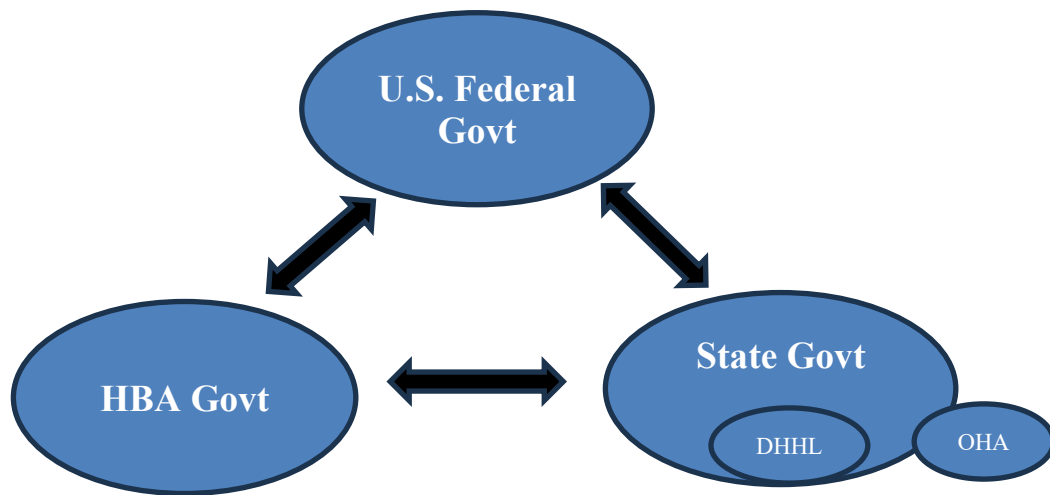 U.S. Federal
Govt
HBA Govt
State Govt
DHHL
OHA